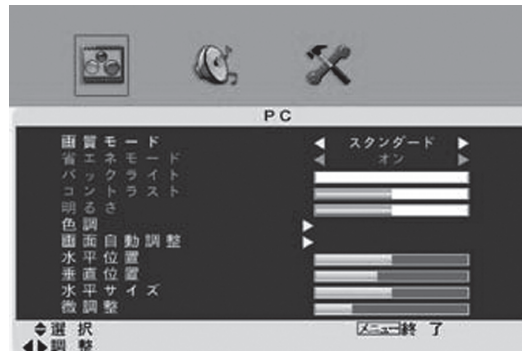 PC
画質モード ◀ スタンダード ▶
省エネモード ◀ オン ▶
バックライト
コントラスト
明るさ
色調 ▶
画面自動調整 ▶
水平位置
垂直位置
水平サイズ
微調整
◆選択 メニュー終了
◀▶調整